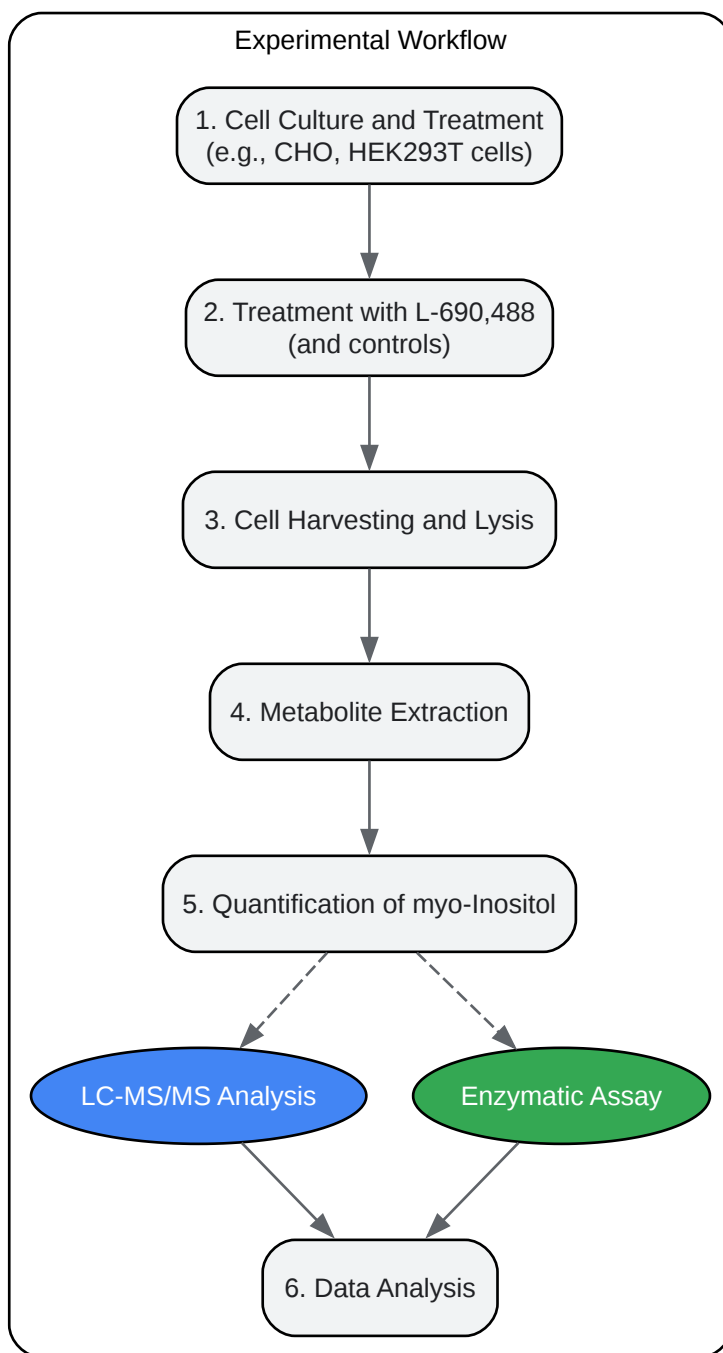 Experimental Workflow
1. Cell Culture and Treatment
(e.g., CHO, HEK293T cells)
2. Treatment with L-690,488
(and controls)
3. Cell Harvesting and Lysis
4. Metabolite Extraction
5. Quantification of myo-Inositol
LC-MS/MS Analysis
Enzymatic Assay
6. Data Analysis